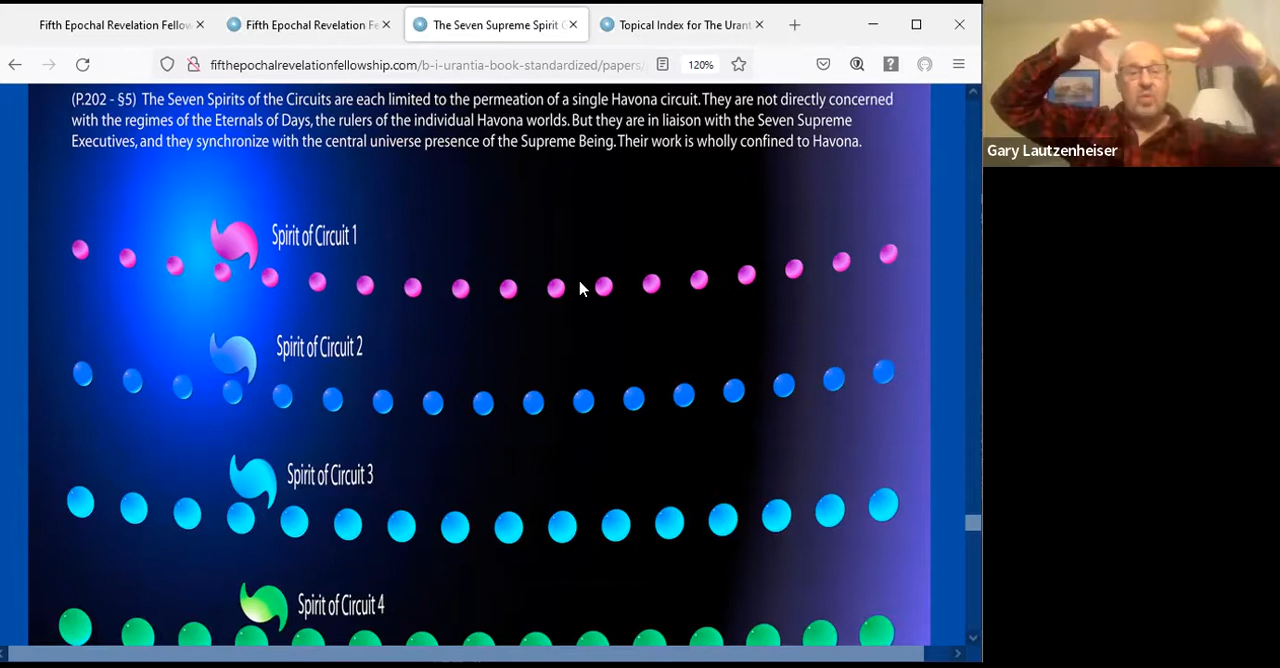 Fifth Epochal Revelation Fellow
Fifth Epochal Revelation Fe
The Seven Supreme Spirit G
Topical Index for The Urant
fifthepochalrevelationfellowship.com/b-i-urantia-book-standardized/papers/
120%
(P.202 - §5) The Seven Spirits of the Circuits are each limited to the permeation of a single Havona circuit. They are not directly concerned
with the regimes of the Eternals of Days, the rulers of the individual Havona worlds. But they are in liaison with the Seven Supreme
Executives, and they synchronize with the central universe presence of the Supreme Being. Their work is wholly confined to Havona.
Spirit of Circuit 1
Spirit of Circuit 2
Spirit of Circuit 3
Spirit of Circuit 4
Gary Lautzenheiser